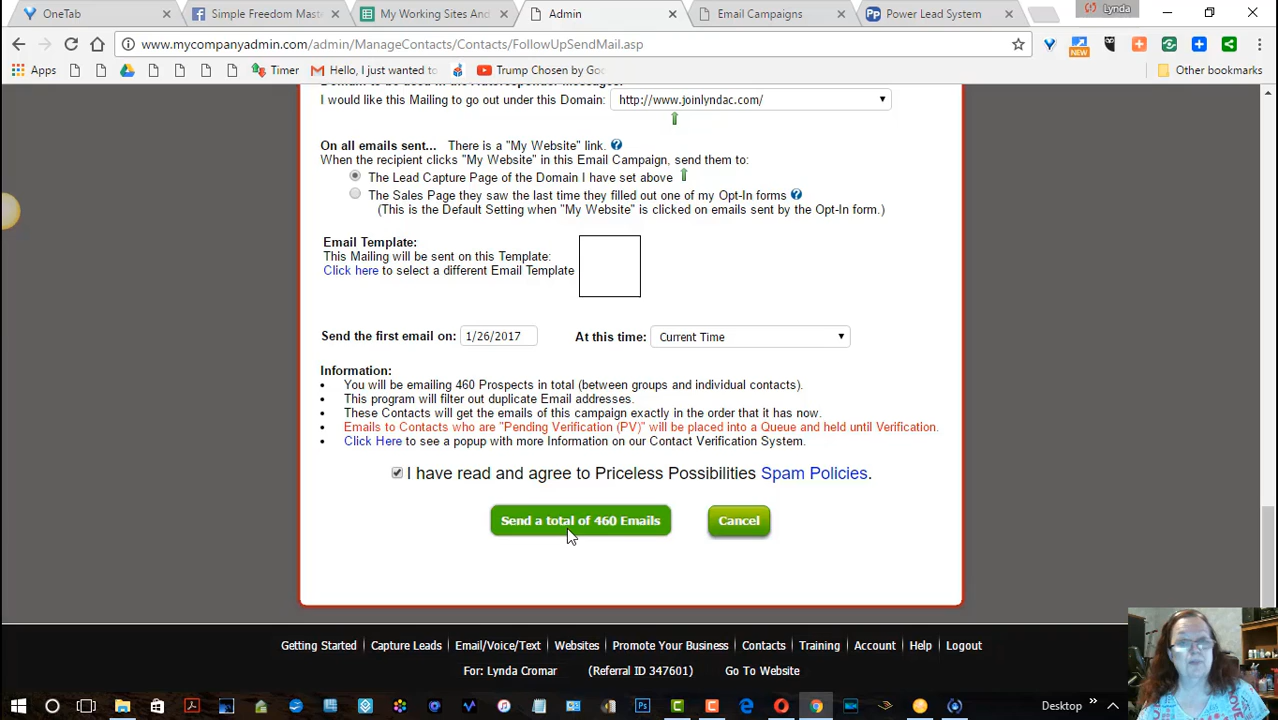 OneTab
Simple Freedom Mast
My Working Sites And
Admin
Email Campaigns
Power Lead System
Lynda
www.mycompanyadmin.com/admin/ManageContacts/Contacts/FollowUpSendMail.asp
NEW
Apps
Timer
Hello, I just wanted to
Trump Chosen by Go
Other bookmarks
I would like this Mailing to go out under this Domain: http://www.joinlyndac.com/
On all emails sent... There is a "My Website" link.
When the recipient clicks "My Website" in this Email Campaign, send them to:
The Lead Capture Page of the Domain I have set above
The Sales Page they saw the last time they filled out one of my Opt-In forms
(This is the Default Setting when "My Website" is clicked on emails sent by the Opt-In form.)
Email Template:
This Mailing will be sent on this Template:
Click here to select a different Email Template
Send the first email on: 1/26/2017 At this time: Current Time
Information:
• You will be emailing 460 Prospects in total (between groups and individual contacts).
• This program will filter out duplicate Email addresses.
• These Contacts will get the emails of this campaign exactly in the order that it has now.
• Emails to Contacts who are "Pending Verification (PV)" will be placed into a Queue and held until Verification.
• Click Here to see a popup with more Information on our Contact Verification System.
I have read and agree to Priceless Possibilities Spam Policies.
Send a total of 460 Emails
Cancel
Getting Started Capture Leads Email/Voice/Text Websites Promote Your Business Contacts Training Account Help Logout
For: Lynda Cromar (Referral ID 347601) Go To Website
Desktop